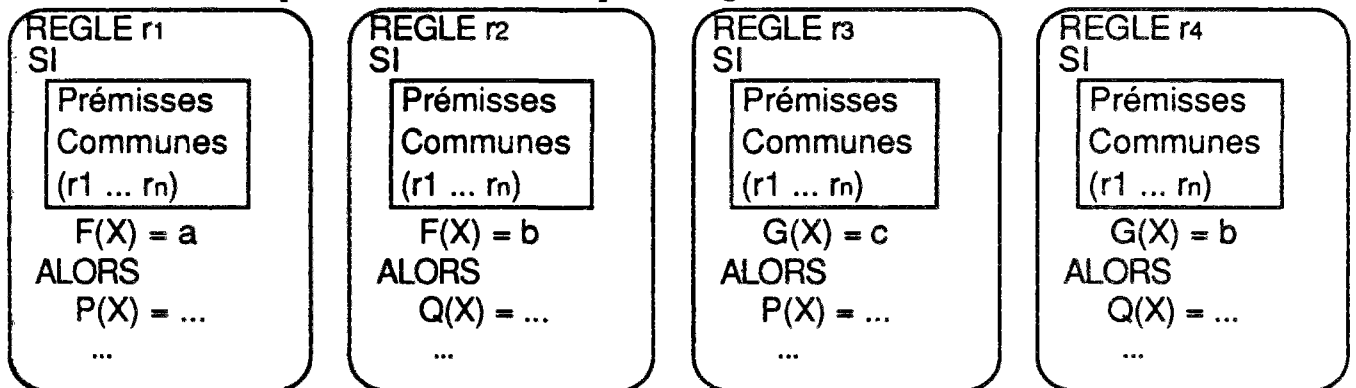 REGLE r1
SI
Prémisses
Communes
(r1 ... rn)
F(X) = a
ALORS
P(X) = ...
...
REGLE r2
SI
Prémisses
Communes
(r1 ... rn)
F(X) = b
ALORS
Q(X) = ...
...
REGLE r3
SI
Prémisses
Communes
(r1 ... rn)
G(X) = c
ALORS
P(X) = ...
...
REGLE r4
SI
Prémisses
Communes
(r1 ... rn)
G(X) = b
ALORS
Q(X) = ...
...